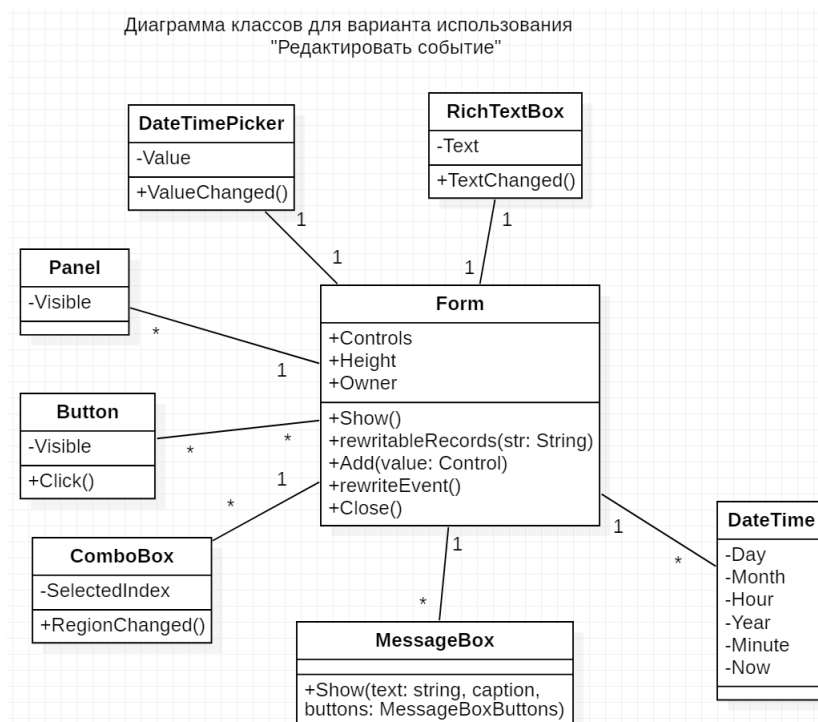 Диаграмма классов для варианта использования
"Редактировать событие"
DateTimePicker
-Value
+ValueChanged()
RichTextBox
-Text
+TextChanged()
1
1
1
1
Panel
-Visible
*
1
Form
+Controls
+Height
+Owner
+Show()
+rewritableRecords(str: String)
+Add(value: Control)
+rewriteEvent()
+Close()
Button
-Visible
+Click()
*
*
ComboBox
-SelectedIndex
+RegionChanged()
*
1
MessageBox
+Show(text: string, caption,
buttons: MessageBoxButtons)
1
*
DateTime
-Day
-Month
-Hour
-Year
-Minute
-Now
1
*